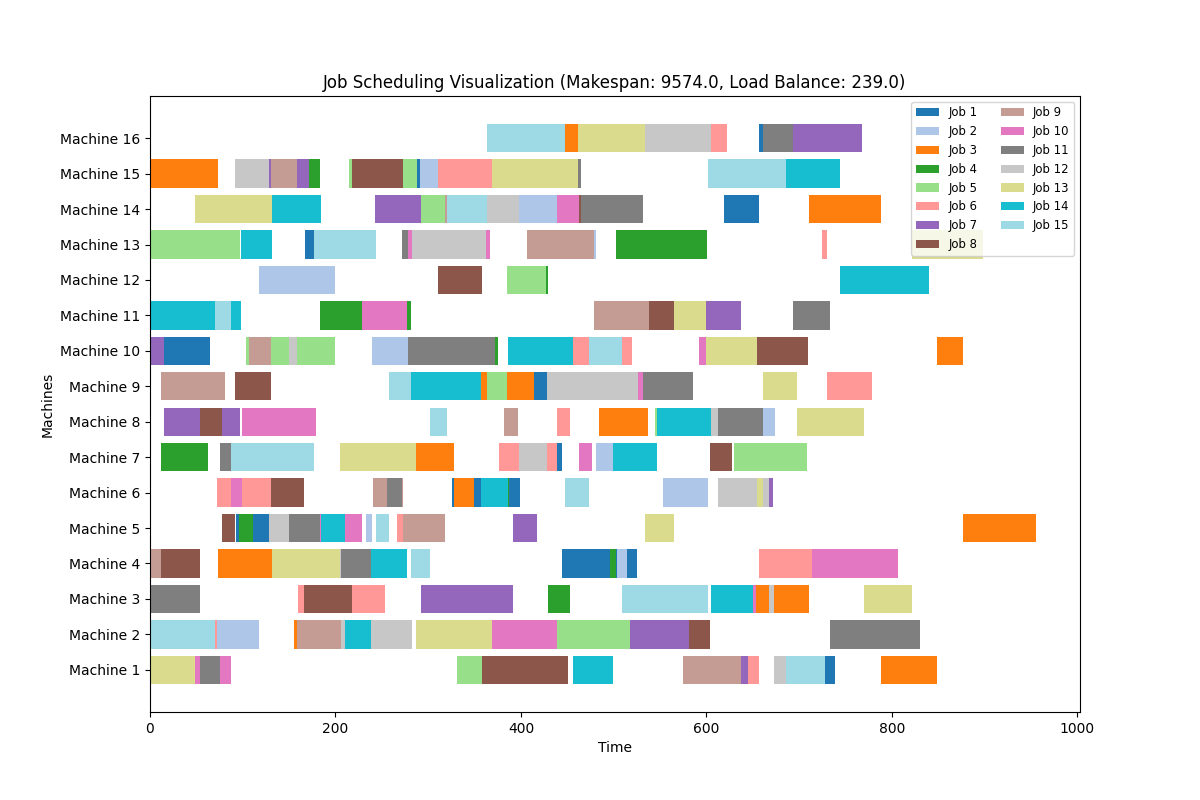 Job Scheduling Visualization (Makespan: 9574.0, Load Balance: 239.0)
Machine 16
Machine 15
Machine 14
Machine 13
Machine 12
Machine 11
Machine 10
Machine 9
Machine 8
Machine 7
Machine 6
Machine 5
Machine 4
Machine 3
Machine 2
Machine 1
Machines
0 200 400 600 800 1000
Time
Job 1
Job 2
Job 3
Job 4
Job 5
Job 6
Job 7
Job 8
Job 9
Job 10
Job 11
Job 12
Job 13
Job 14
Job 15